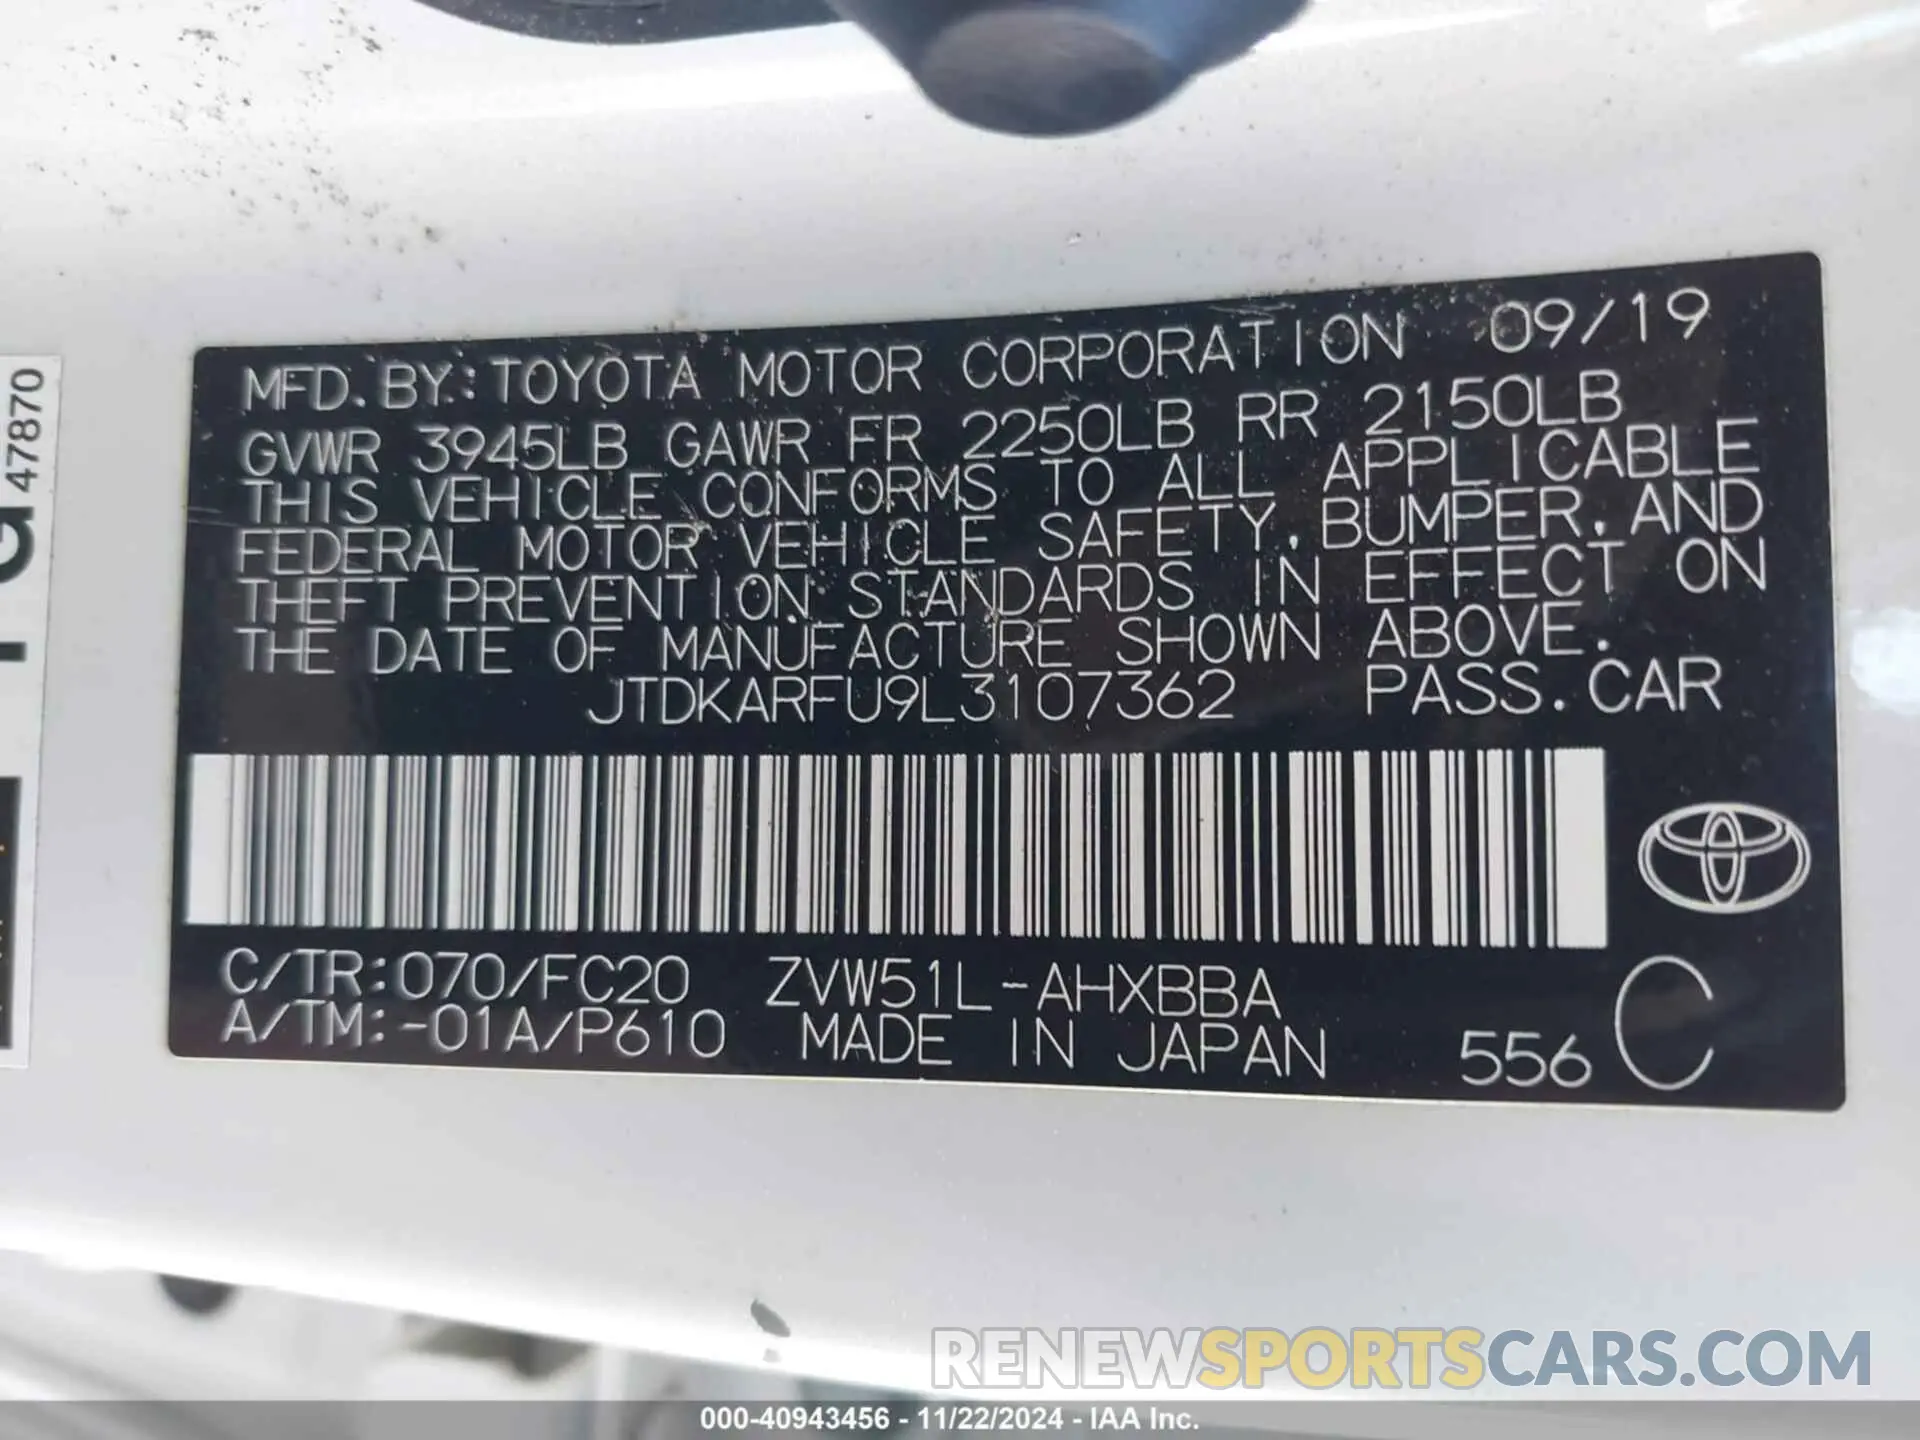 MFD. BY: TOYOTA MOTOR CORPORATION 09/19
GVWR 3945LB GAWR FR 2250LB RR 2150LB
THIS VEHICLE CONFORMS TO ALL APPLICABLE
FEDERAL MOTOR VEHICLE SAFETY, BUMPER, AND
THEFT PREVENTION STANDARDS IN EFFECT ON
THE DATE OF MANUFACTURE SHOWN ABOVE.
JTDKARFU9L3107362 PASS. CAR
C/TR: 070/FC20 ZVW51L-AHXBBA
A/TM: -01A/P610 MADE IN JAPAN 556 C
47870
RENEWSPORTSCARS.COM
000-40943456 - 11/22/2024 - IAA Inc.